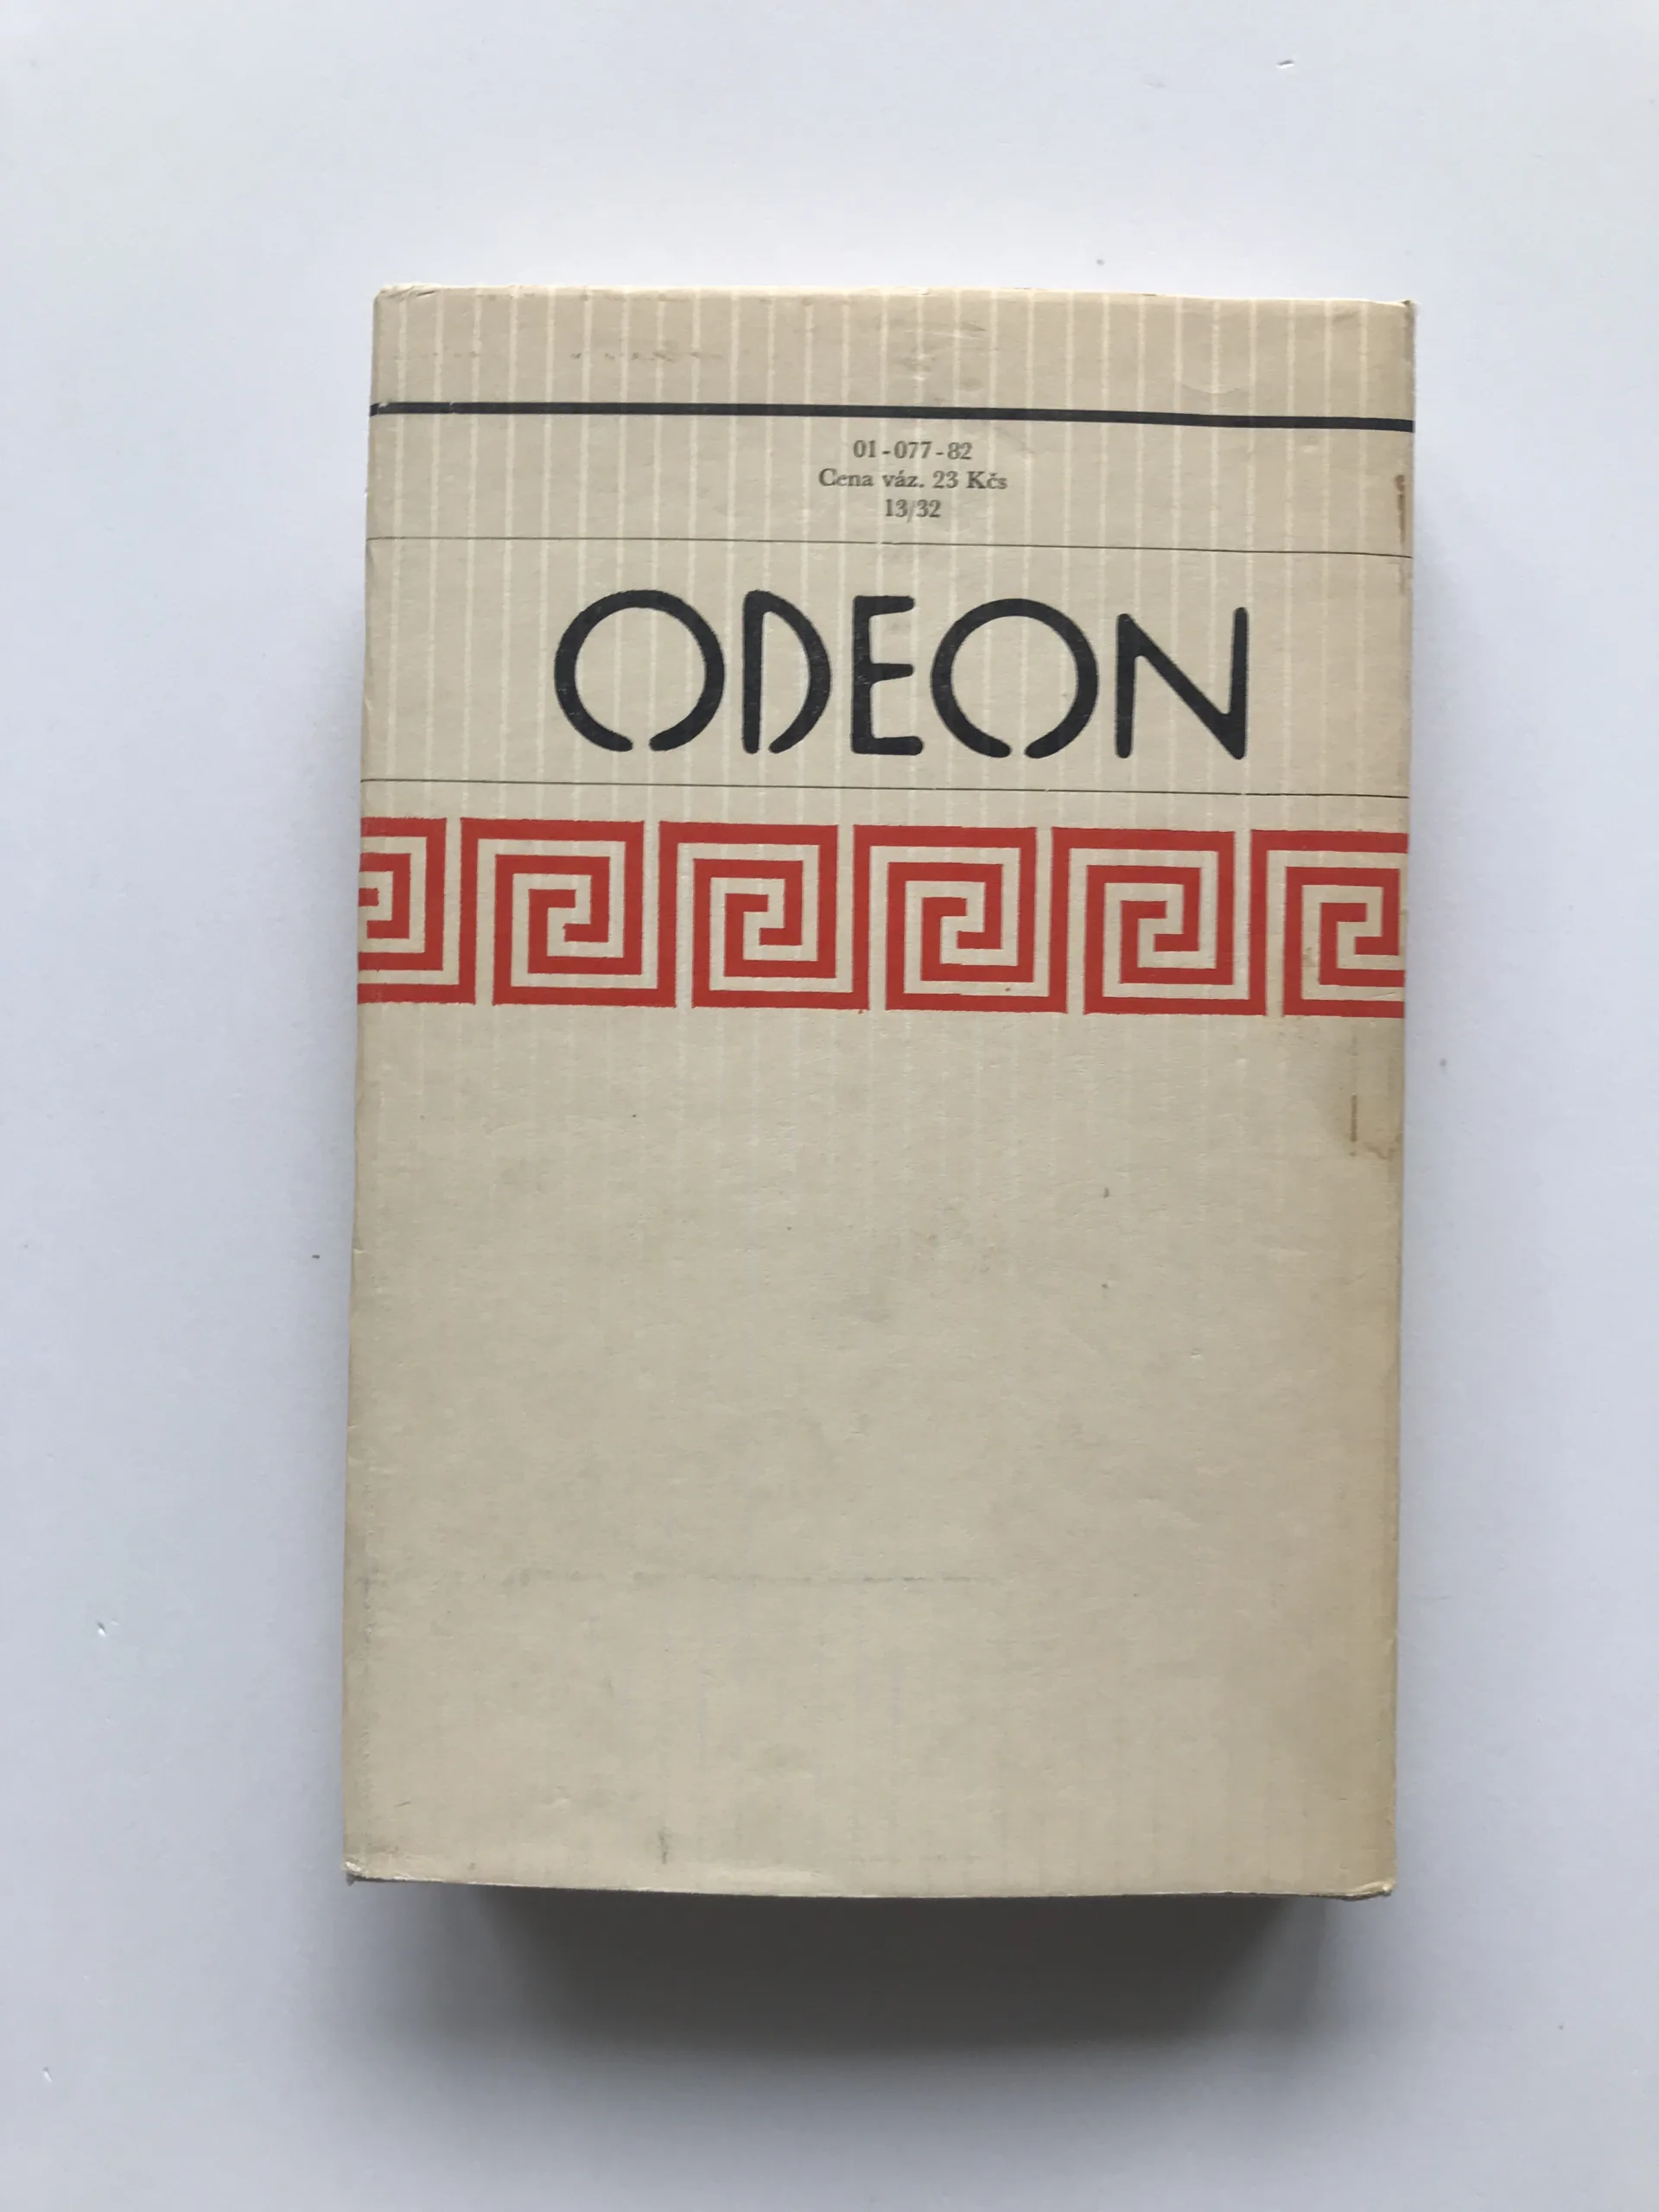 01-077-82
Cena váz. 23 Kčs
13/32
ODEON